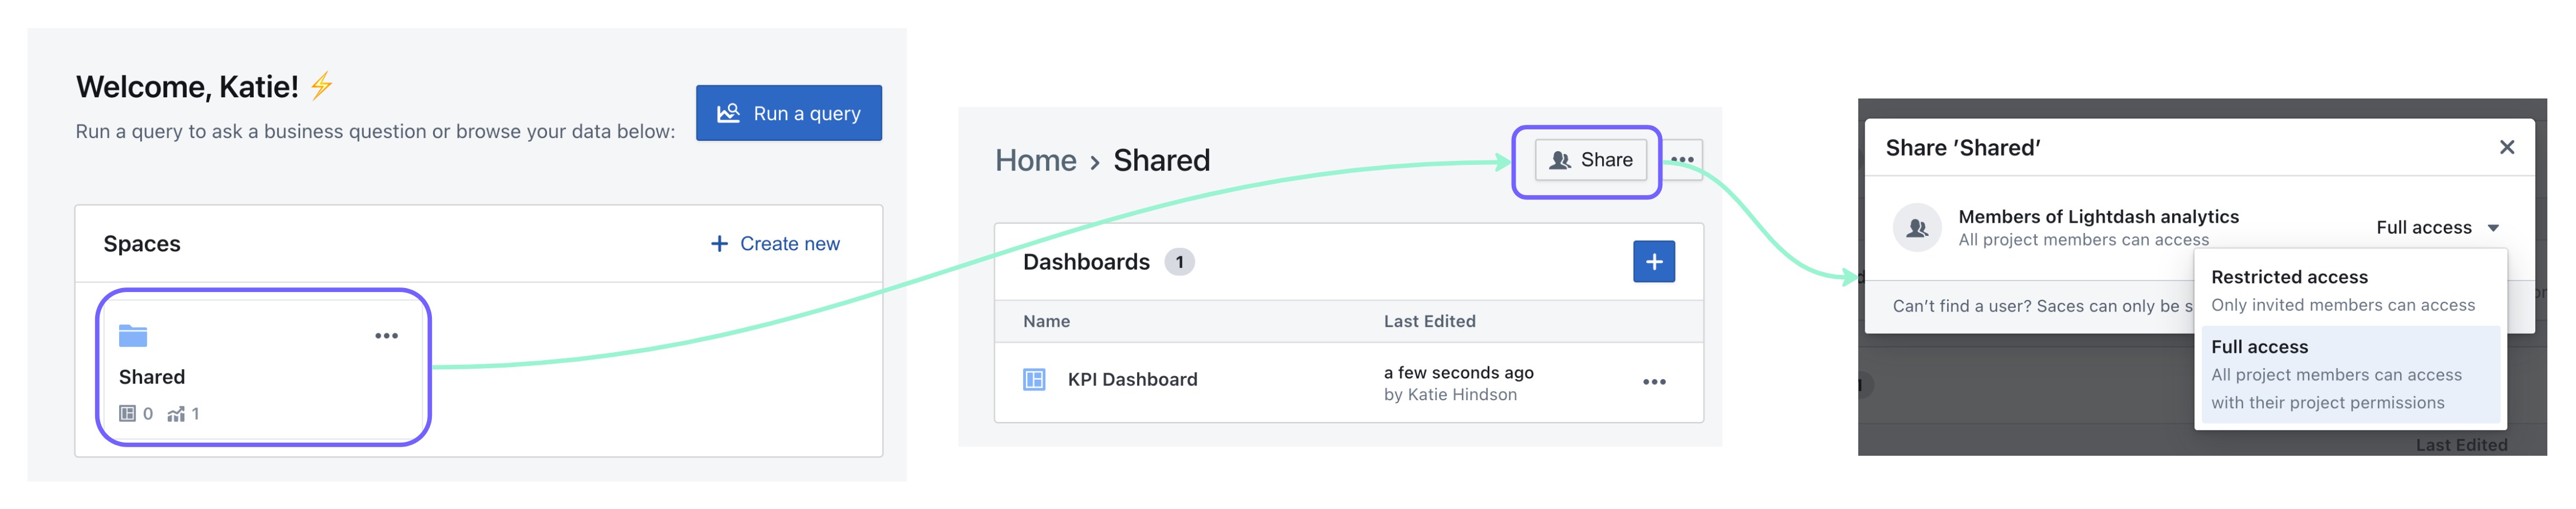 Welcome, Katie! ⚡
Run a query to ask a business question or browse your data below:
Run a query
Spaces
+ Create new
Shared
0 1
Home > Shared
Share
Dashboards 1
Name Last Edited
KPI Dashboard
a few seconds ago
by Katie Hindson
Share 'Shared'
Members of Lightdash analytics
All project members can access
Full access
Can't find a user? Saces can only be s
Restricted access
Only invited members can access
Full access
All project members can access
with their project permissions
Last Edited